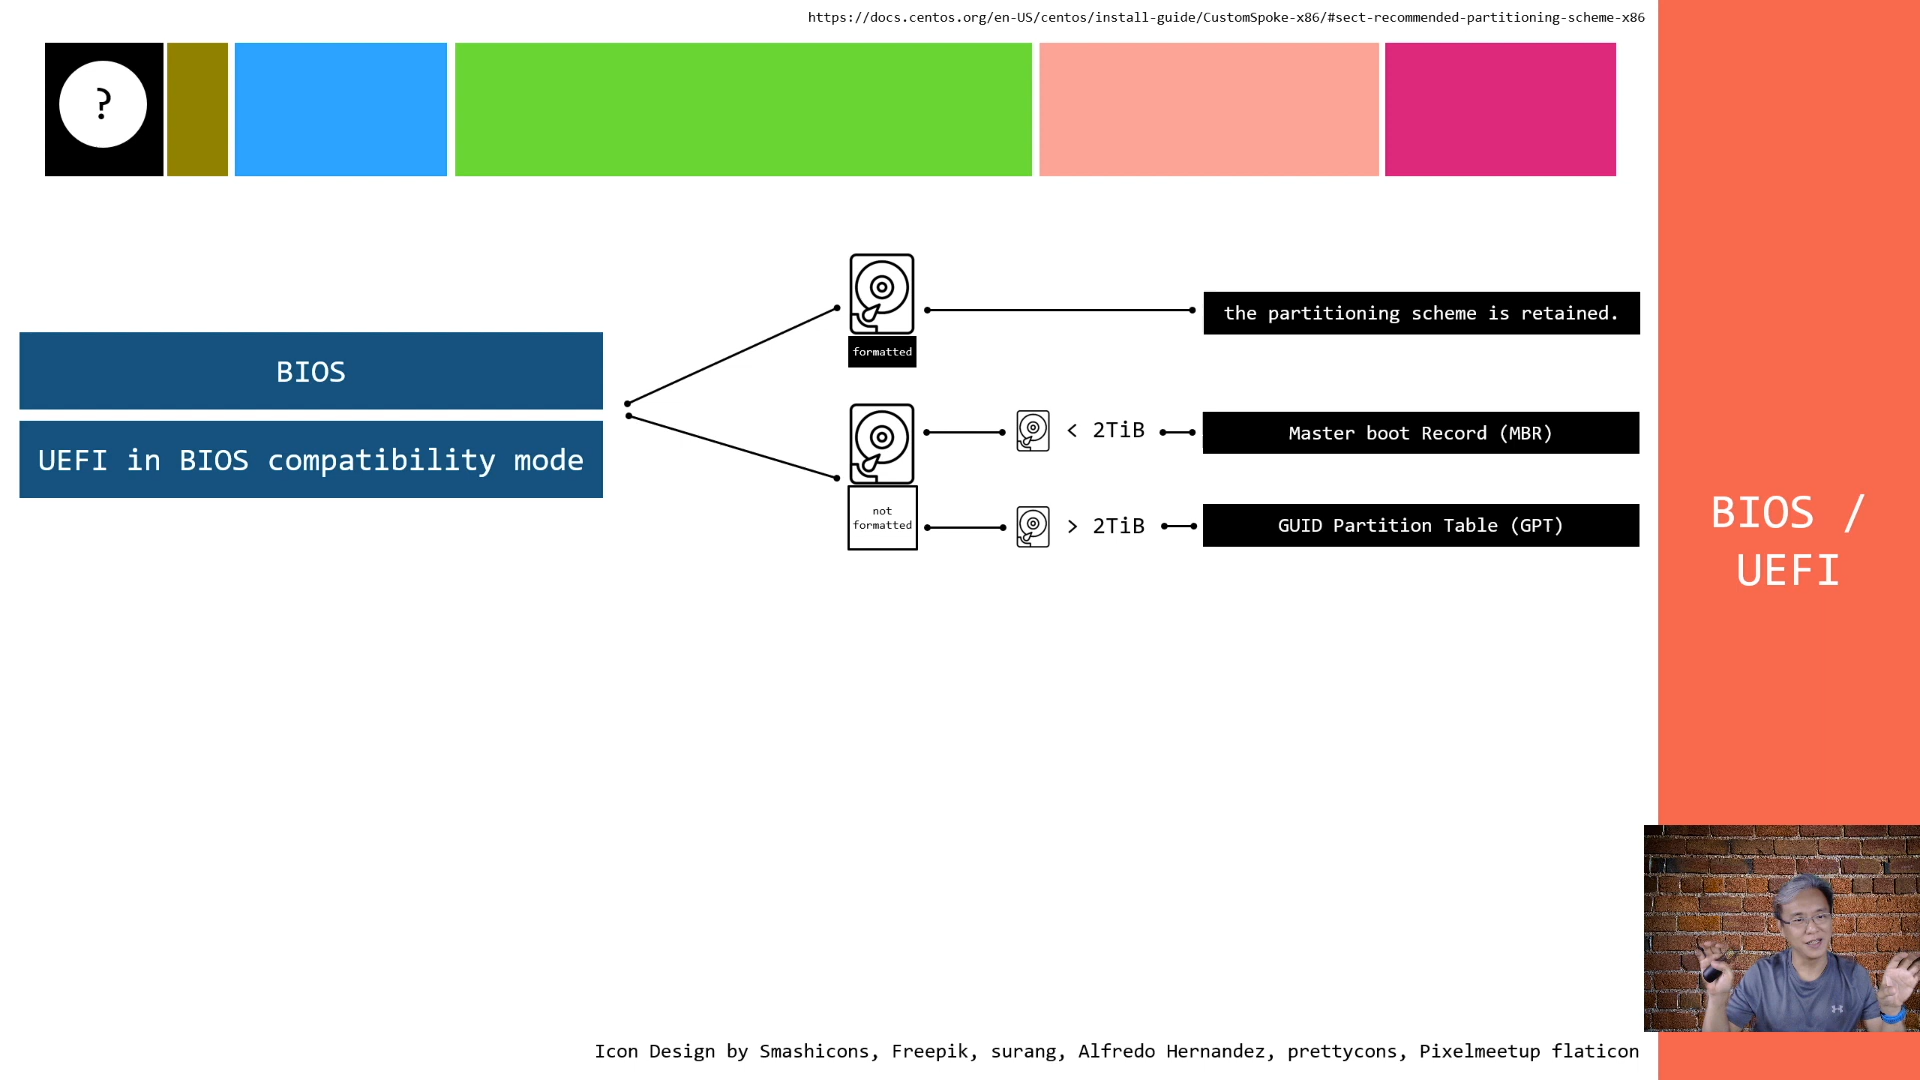 https://docs.centos.org/en-US/centos/install-guide/CustomSpoke-x86/#sect-recommended-partitioning-scheme-x86
?
the partitioning scheme is retained.
formatted
BIOS
UEFI in BIOS compatibility mode
< 2TiB
Master boot Record (MBR)
not
formatted
> 2TiB
GUID Partition Table (GPT)
BIOS /
UEFI
Icon Design by Smashicons, Freepik, surang, Alfredo Hernandez, prettycons, Pixelmeetup flaticon